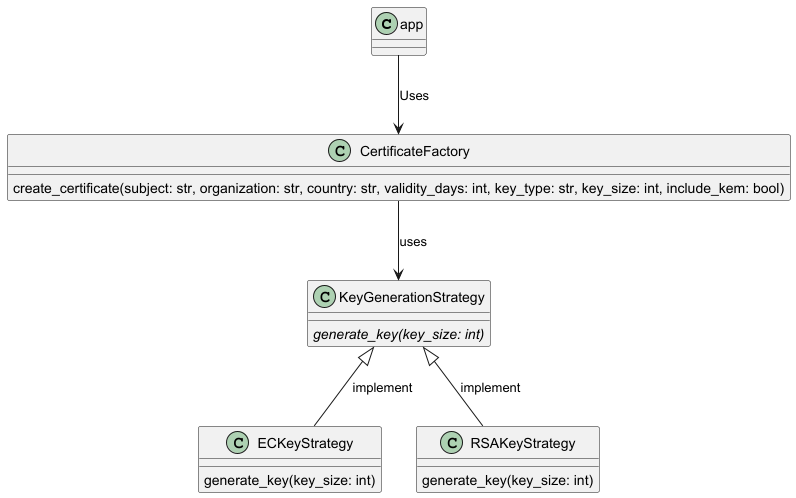 C app
Uses
C CertificateFactory
create_certificate(subject: str, organization: str, country: str, validity_days: int, key_type: str, key_size: int, include_kem: bool)
uses
C KeyGenerationStrategy
generate_key(key_size: int)
implement implement
C ECKeyStrategy C RSAKeyStrategy
generate_key(key_size: int) generate_key(key_size: int)